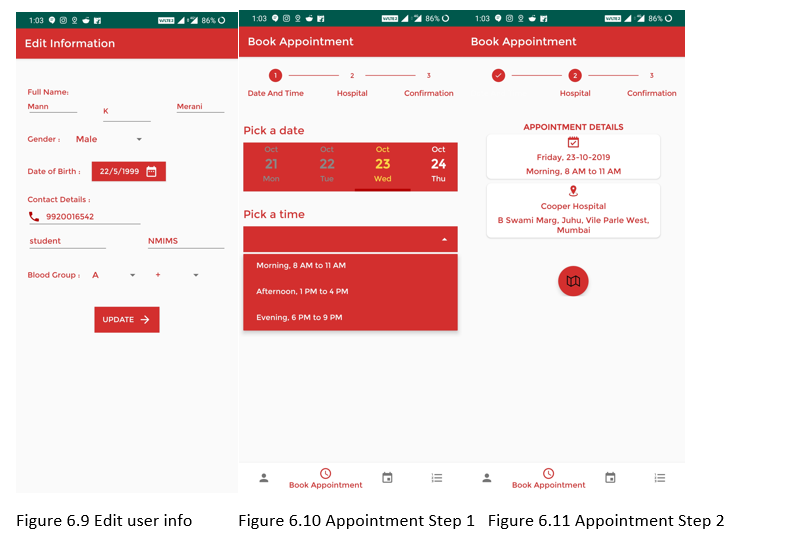 1:03
VoLTE2
86%
Edit Information
Full Name:
Mann
K
Merani
Gender :
Male
Date of Birth :
22/5/1999
Contact Details :
9920016542
student
NMIMS
Blood Group :
A
+
UPDATE
1:03
VoLTE2
86%
Book Appointment
1
2
3
Date And Time
Hospital
Confirmation
Pick a date
Oct
Oct
Oct
Oct
21
22
23
24
Mon
Tue
Wed
Thu
Pick a time
Morning, 8 AM to 11 AM
Afternoon, 1 PM to 4 PM
Evening, 6 PM to 9 PM
Book Appointment
1:03
VoLTE2
86%
Book Appointment
2
3
Hospital
Confirmation
APPOINTMENT DETAILS
Friday, 23-10-2019
Morning, 8 AM to 11 AM
Cooper Hospital
B Swami Marg, Juhu, Vile Parle West,
Mumbai
Book Appointment
Figure 6.9 Edit user info
Figure 6.10 Appointment Step 1
Figure 6.11 Appointment Step 2